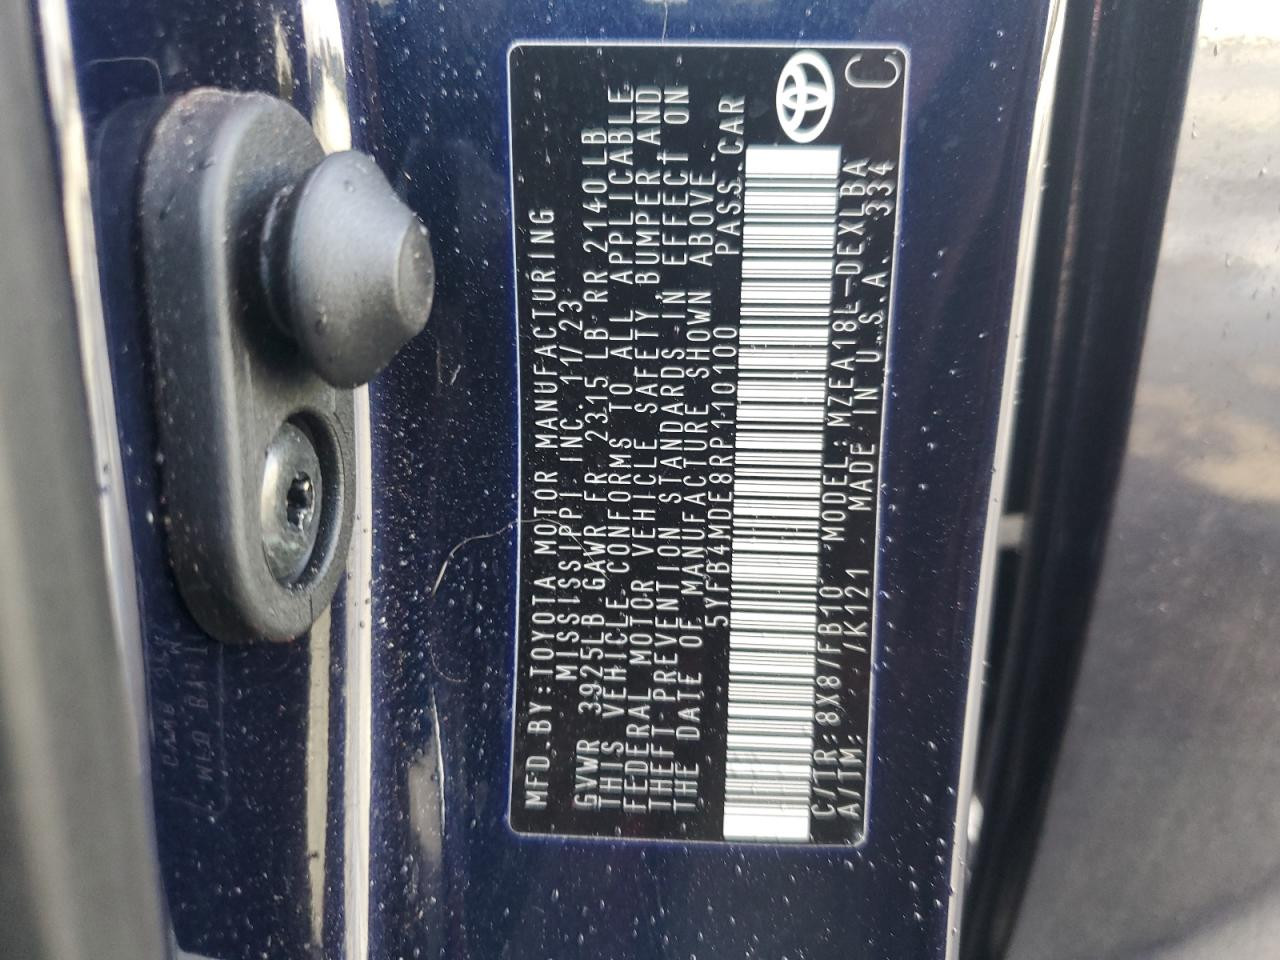 MFD. BY: TOYOTA MOTOR MANUFACTURING
MISSISSIPPI INC. 11/23
GVWR 3925LB GAWR FR 2315 LB RR 2140LB
THIS VEHICLE CONFORMS TO ALL APPLICABLE
FEDERAL MOTOR VEHICLE SAFETY BUMPER AND
THEFT PREVENTION STANDARDS IN EFFECT ON
THE DATE OF MANUFACTURE SHOWN ABOVE.
5YFB4MDE8RP110100 PASS. CAR
C/TR: 8X8/FB10 MODEL: MZEA18L-DEXLBA
A/TM: /K121 MADE IN U.S.A. 334
C